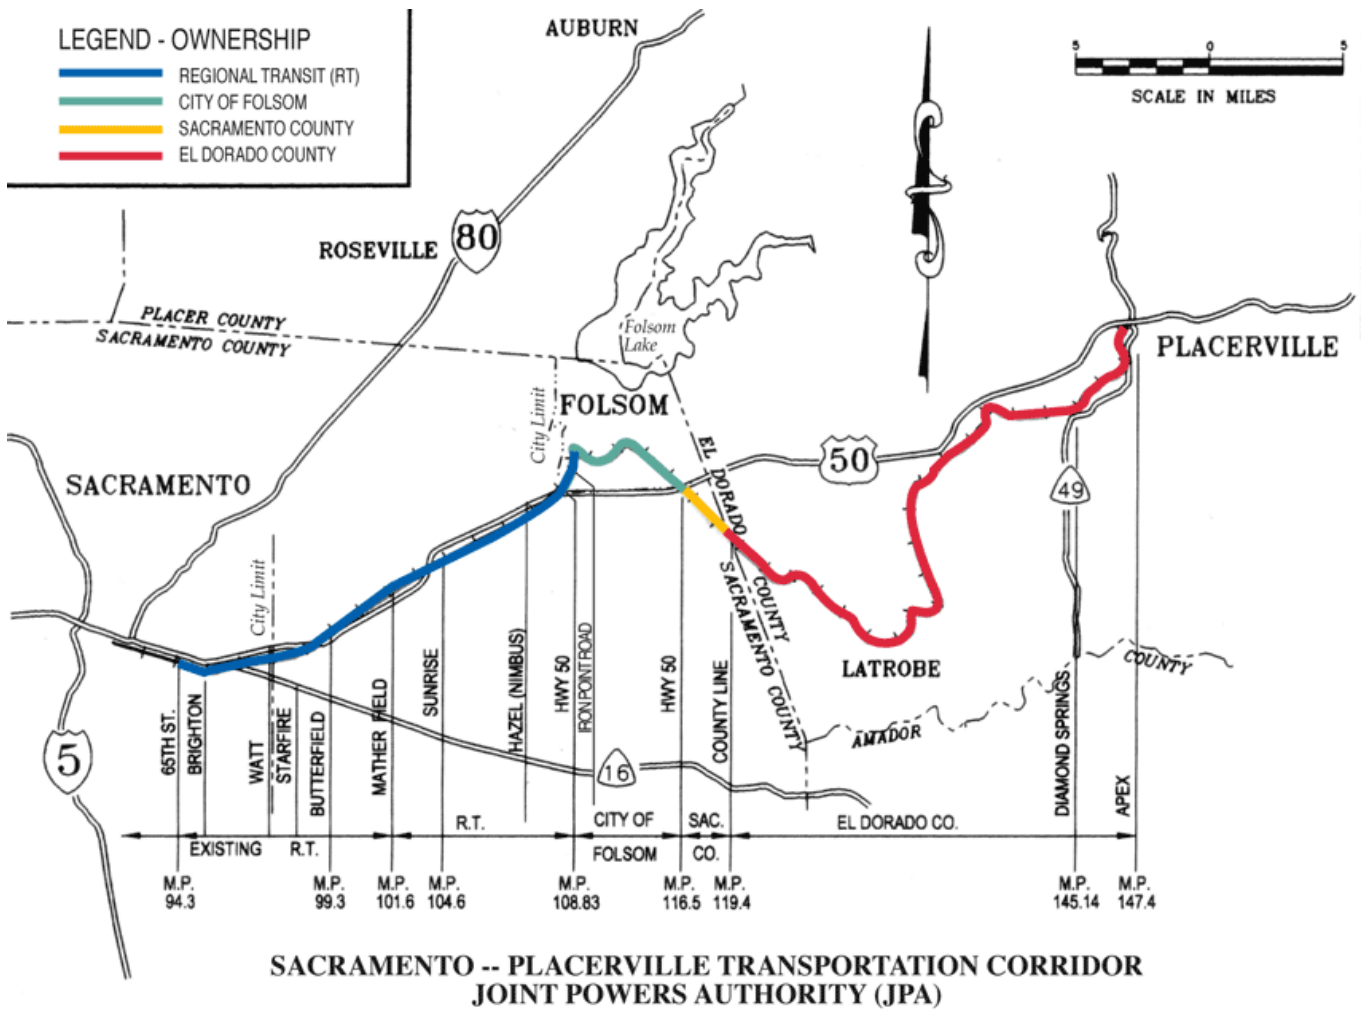 LEGEND - OWNERSHIP
REGIONAL TRANSIT (RT)
CITY OF FOLSOM
SACRAMENTO COUNTY
EL DORADO COUNTY
AUBURN
5 0 5
SCALE IN MILES
ROSEVILLE
80
PLACER COUNTY
SACRAMENTO COUNTY
Folsom
Lake
PLACERVILLE
City Limit
FOLSOM
EL DORADO COUNTY
SACRAMENTO COUNTY
50
49
SACRAMENTO
City Limit
LATROBE
COUNTY
AMADOR
5
16
65TH ST.
BRIGHTON
WATT
STARFIRE
BUTTERFIELD
MATHER FIELD
SUNRISE
HAZEL (NIMBUS)
HWY 50
IRON POINT ROAD
HWY 50
COUNTY LINE
DIAMOND SPRINGS
APEX
EXISTING R.T.
R.T.
CITY OF
FOLSOM
SAC.
CO.
EL DORADO CO.
M.P.
94.3
M.P.
99.3
M.P.
101.6
M.P.
104.6
M.P.
108.83
M.P.
116.5
M.P.
119.4
M.P.
145.14
M.P.
147.4
SACRAMENTO -- PLACERVILLE TRANSPORTATION CORRIDOR
JOINT POWERS AUTHORITY (JPA)